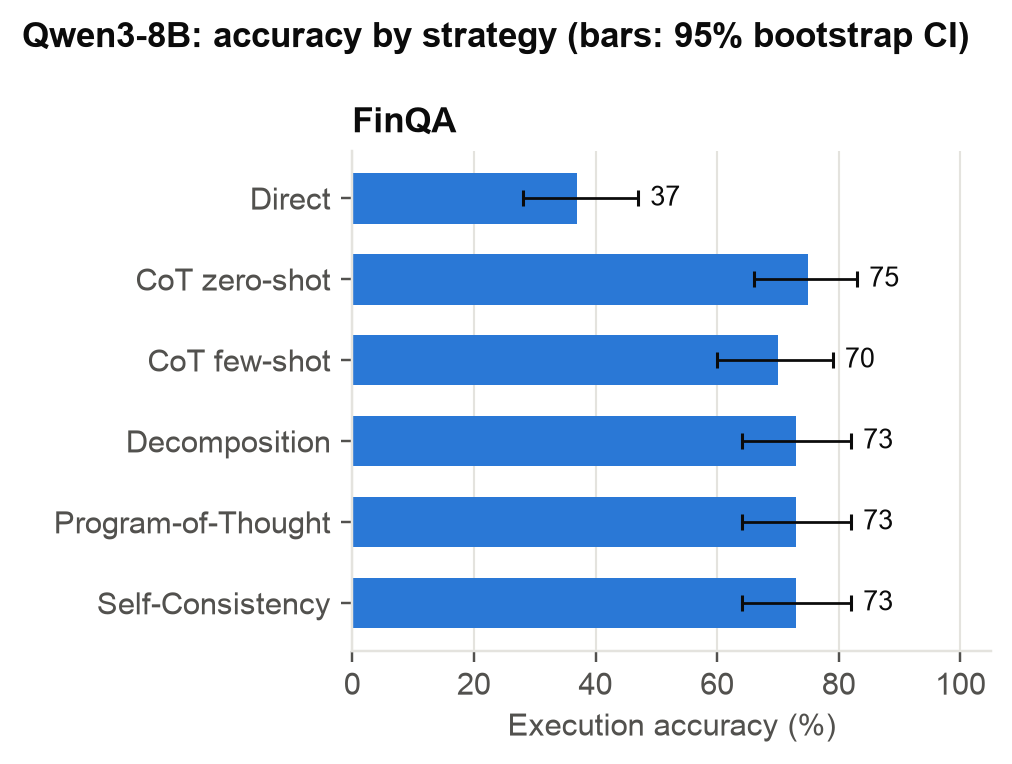 Qwen3-8B: accuracy by strategy (bars: 95% bootstrap CI)
FinQA
Direct 37
CoT zero-shot 75
CoT few-shot 70
Decomposition 73
Program-of-Thought 73
Self-Consistency 73
0 20 40 60 80 100
Execution accuracy (%)